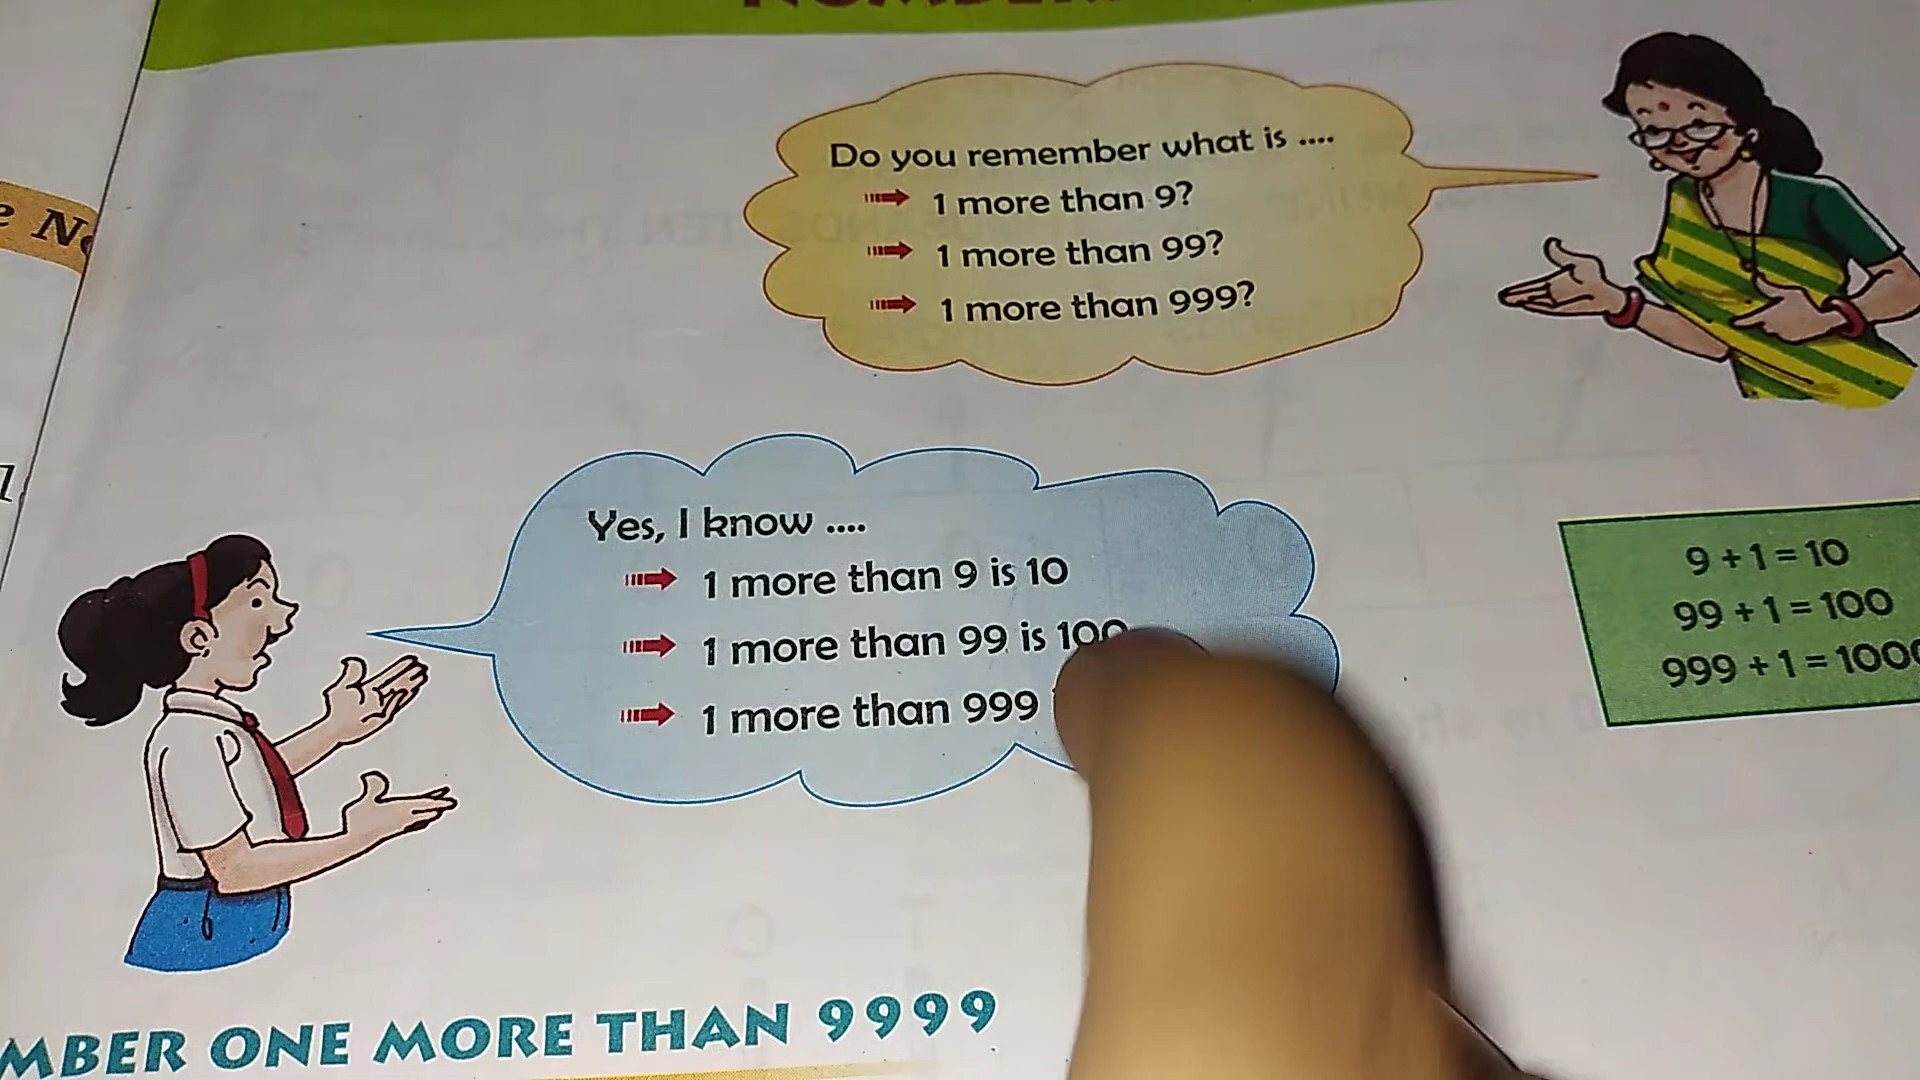 Do you remember what is ....
1 more than 9?
1 more than 99?
1 more than 999?
Yes, I know ....
1 more than 9 is 10
1 more than 99 is 100
1 more than 999
9 + 1 = 10
99 + 1 = 100
999 + 1 = 1000
MBER ONE MORE THAN 9999